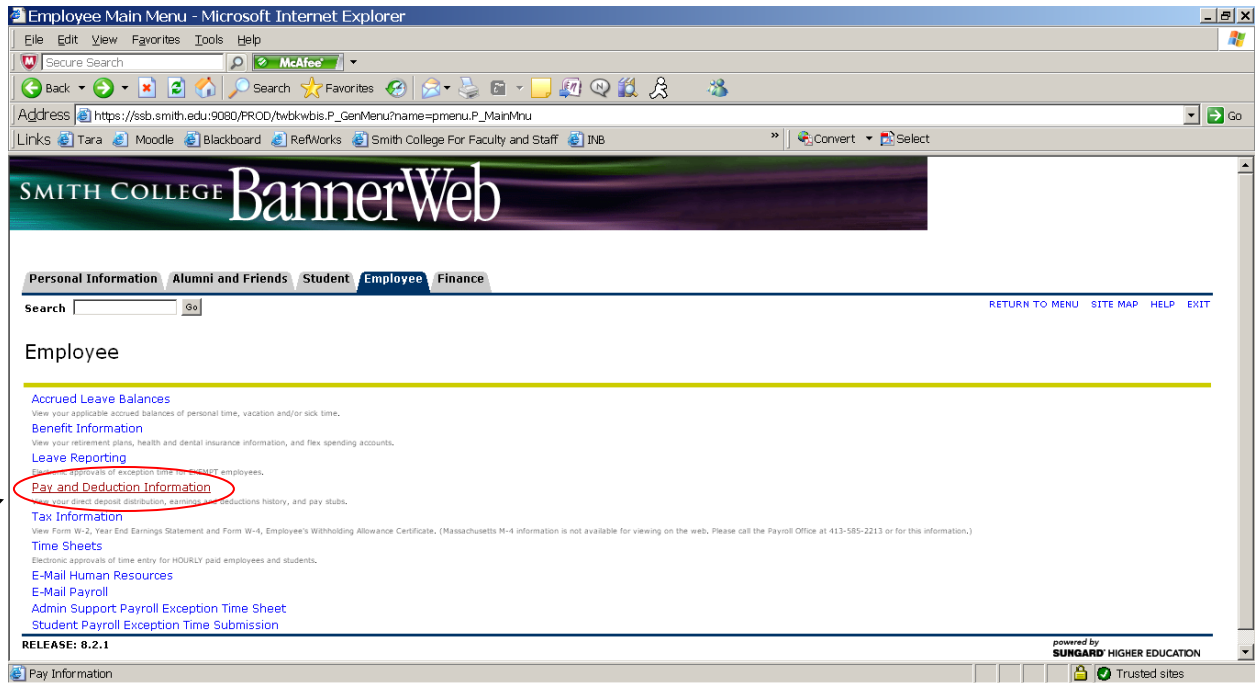 Employee Main Menu - Microsoft Internet Explorer
File Edit View Favorites Tools Help
Secure Search McAfee
Back Search Favorites
Address https://ssb.smith.edu:9080/PROD/twbkwbis.P_GenMenu?name=pmenu.P_MainMnu Go
Links Tara Moodle Blackboard RefWorks Smith College For Faculty and Staff INB » Convert Select
SMITH COLLEGE BannerWeb
Personal Information Alumni and Friends Student Employee Finance
Search Go RETURN TO MENU SITE MAP HELP EXIT
Employee
Accrued Leave Balances
View your applicable accrued balances of personal time, vacation and/or sick time.
Benefit Information
View your retirement plans, health and dental insurance information, and flex spending accounts.
Leave Reporting
Electronic approvals of exception time for EXEMPT employees.
Pay and Deduction Information
View your direct deposit distribution, earnings and deductions history, and pay stubs.
Tax Information
View Form W-2, Year End Earnings Statement and Form W-4, Employee's Withholding Allowance Certificate. (Massachusetts M-4 information is not available for viewing on the web. Please call the Payroll Office at 413-585-2213 or for this information.)
Time Sheets
Electronic approvals of time entry for HOURLY paid employees and students.
E-Mail Human Resources
E-Mail Payroll
Admin Support Payroll Exception Time Sheet
Student Payroll Exception Time Submission
RELEASE: 8.2.1 powered by
SUNGARD® HIGHER EDUCATION
Pay Information Trusted sites